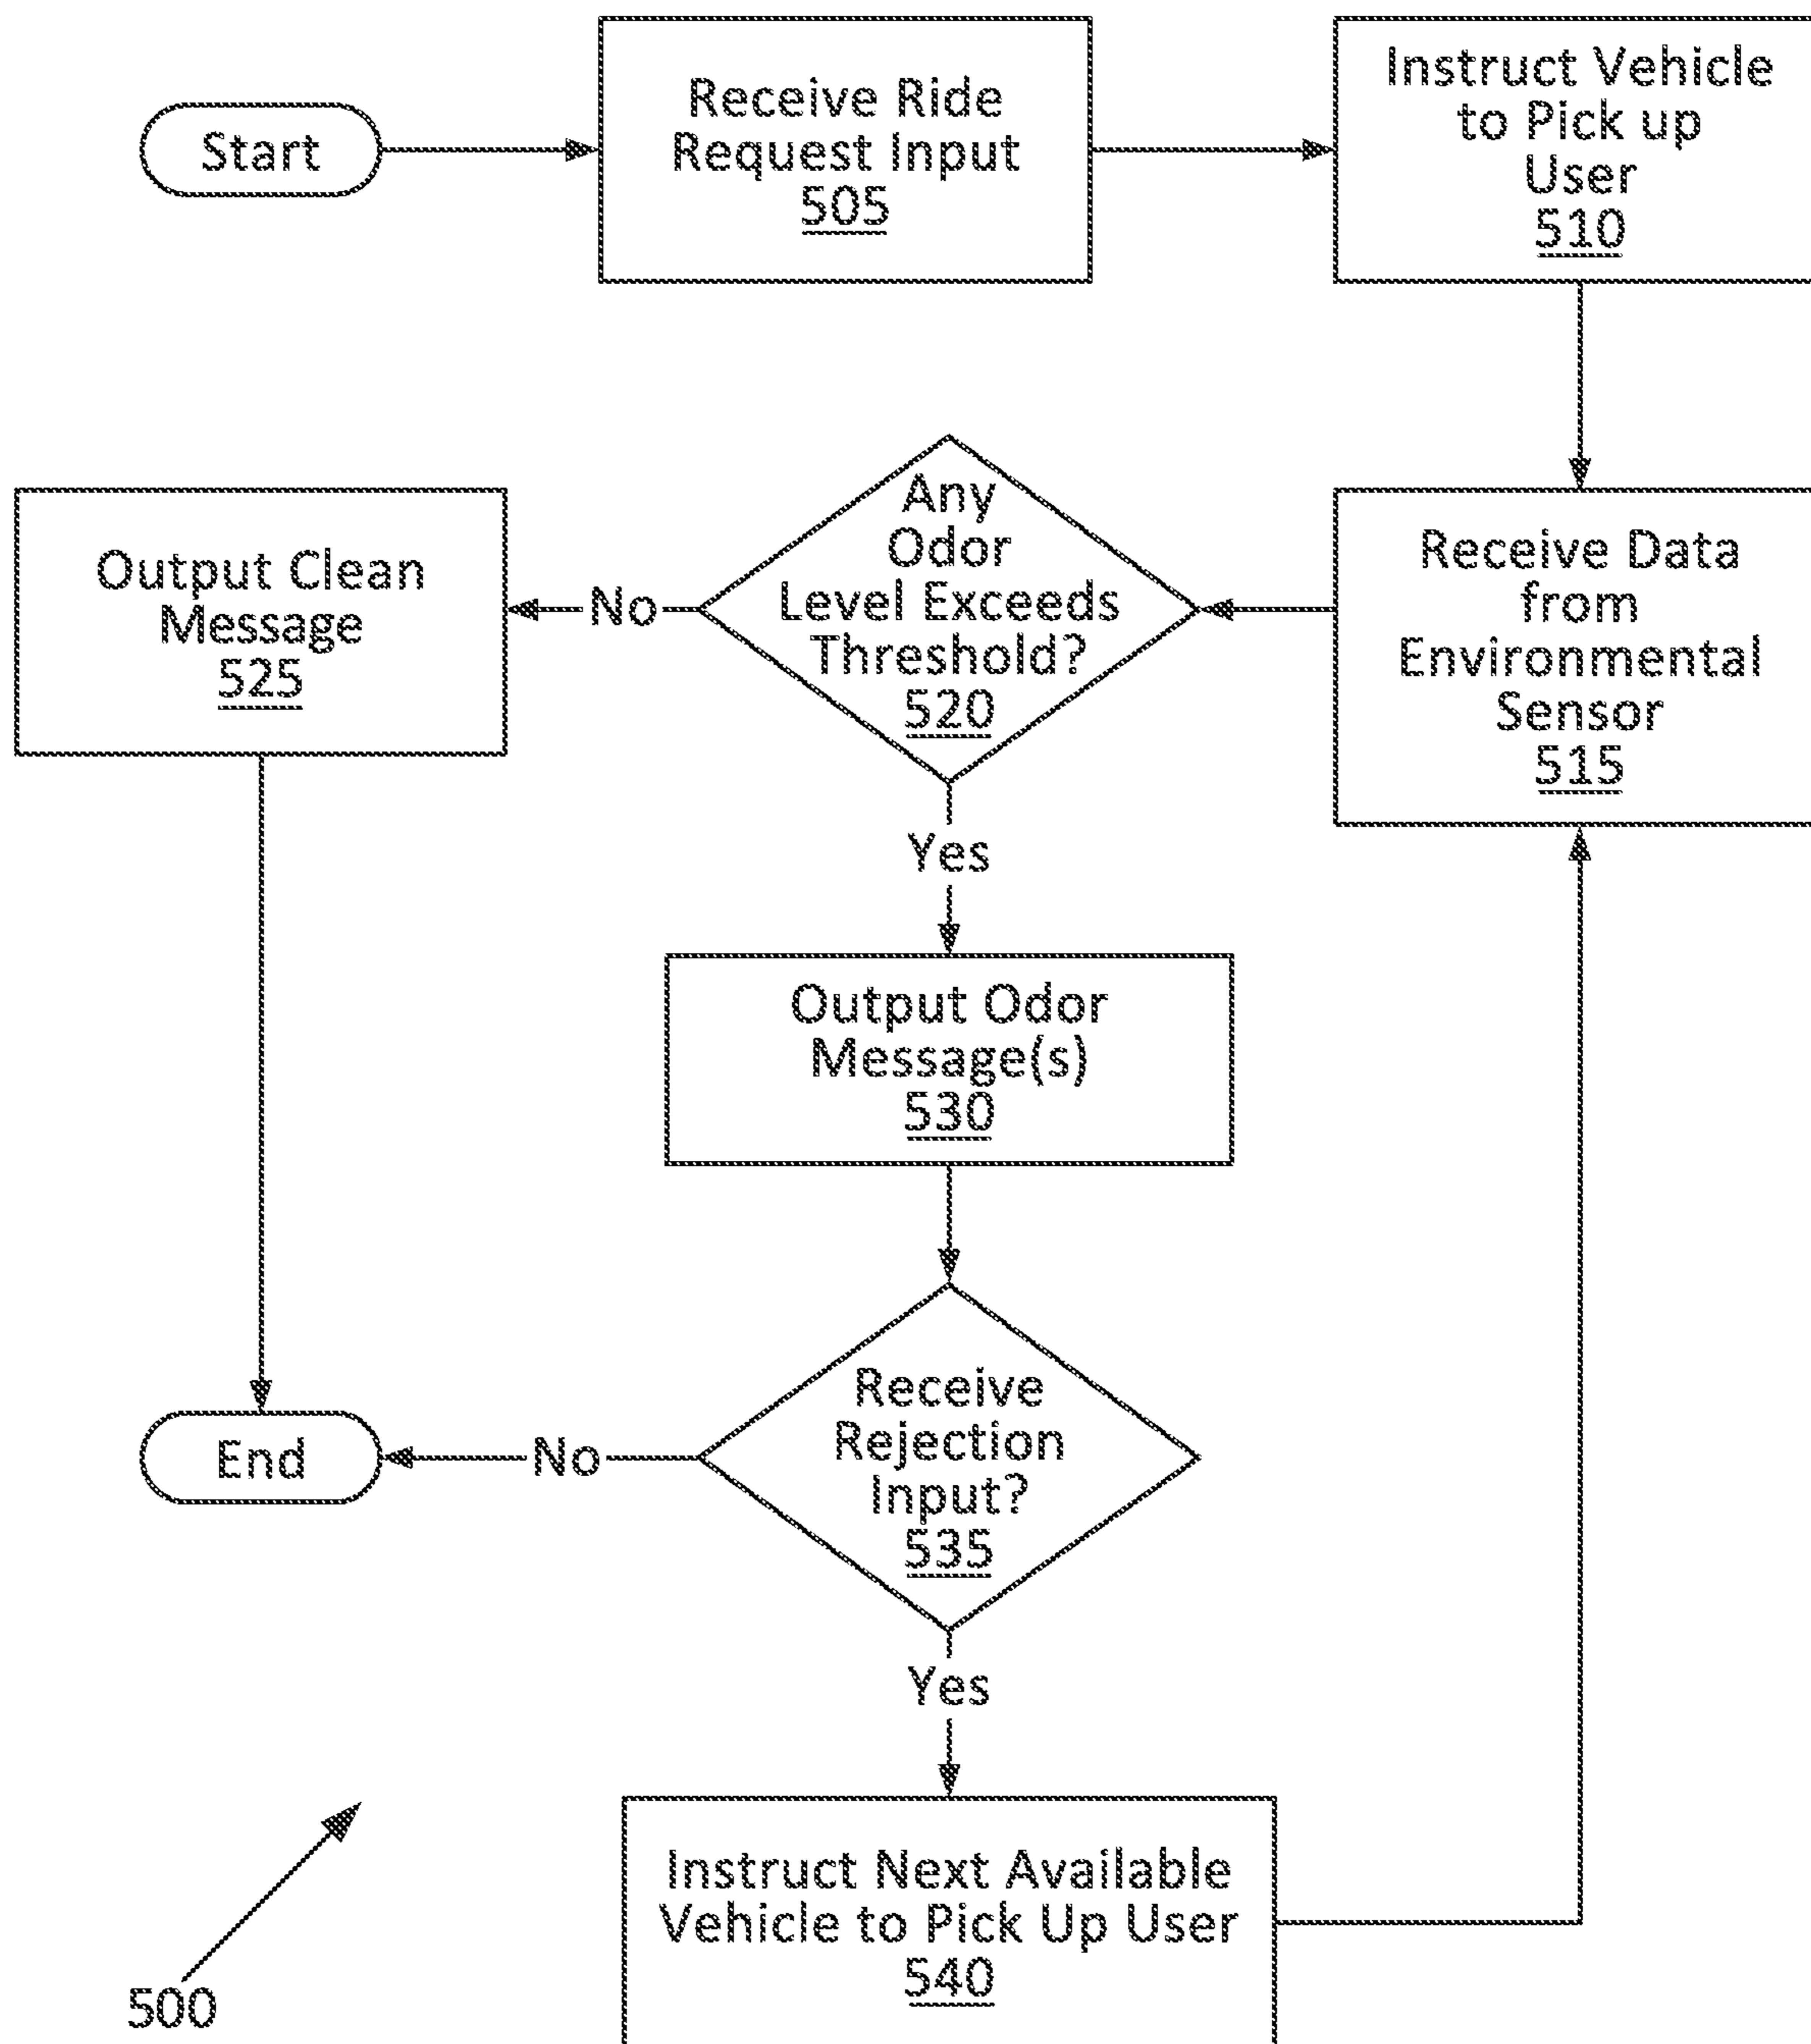 Start
Receive Ride
Request Input
505
Instruct Vehicle
to Pick up
User
510
Output Clean
Message
525
No
Any
Odor
Level Exceeds
Threshold?
520
Receive Data
from
Environmental
Sensor
515
Yes
Output Odor
Message(s)
530
End
No
Receive
Rejection
Input?
535
Yes
Instruct Next Available
Vehicle to Pick Up User
540
500